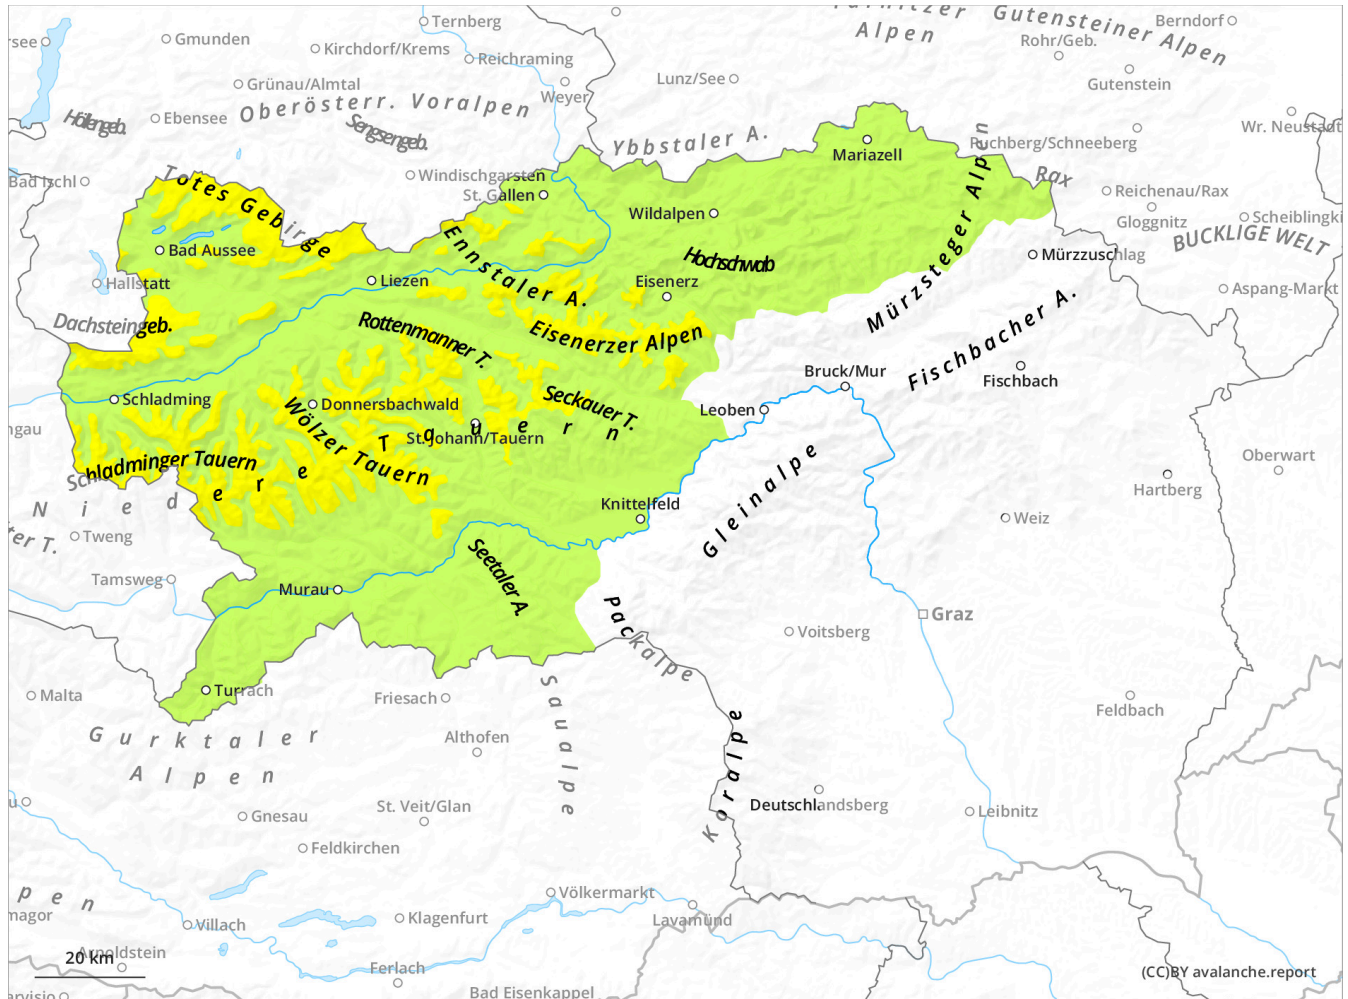 Ternberg
Gutensteiner Alpen
Berndorf
Alpen
Gmunden
Kirchdorf/Krems
Rohr/Geb.
Reichraming
Grünau/Almtal
Lunz/See
Gutenstein
Weyer
Oberösterr. Voralpen
Ebensee
Höllengeb.
Sengsengeb.
Ybbstaler A.
Wr. Neustadt
Puchberg/Schneeberg
Mariazell
Bad Ischl
Totes Gebirge
Windischgarsten
St. Gallen
Rax
Reichenau/Rax
Gloggnitz
Wildalpen
BUCKLIGE WELT
Bad Aussee
Ennstaler A.
Hochschwab
Mürzsteger Alpen
Mürzzuschlag
Hallstatt
Liezen
Eisenerz
Aspang-Markt
Dachsteingeb.
Rottenmanner T.
Eisenerzer Alpen
Fischbacher A.
Bruck/Mur
Fischbach
Schladming
Donnersbachwald
Seckauer T.
Leoben
Wölzer Tauern
St. Johann/Tauern
Schladminger Tauern
Niedere Tauern
Gleinalpe
Oberwart
Hartberg
Knittelfeld
Weiz
Tweng
Tamsweg
Seetaler A.
Murau
Packalpe
Graz
Voitsberg
Turrach
Malta
Friesach
Saualpe
Feldbach
Gurktaler
Alpen
Althofen
Koralpe
Deutschlandsberg
St. Veit/Glan
Gnesau
Leibnitz
Feldkirchen
Völkermarkt
Villach
Klagenfurt
Lavamünd
Arnoldstein
20 km
Ferlach
(CC)BY avalanche.report
Bad Eisenkappel